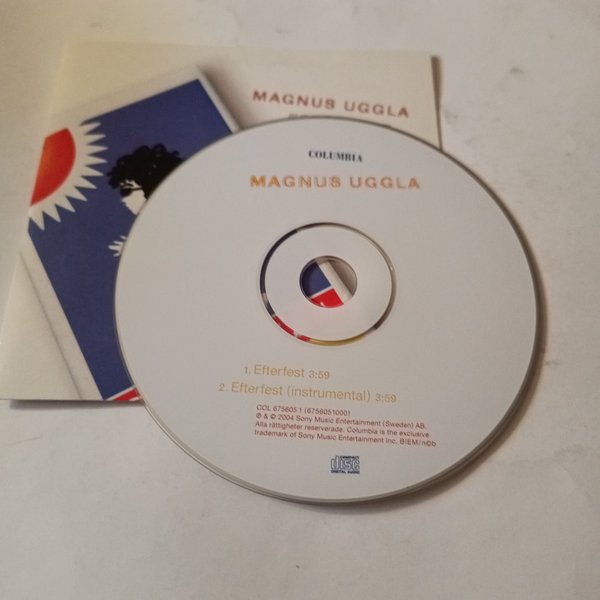 MAGNUS UGGLA
COLUMBIA
MAGNUS UGGLA
1. Efterfest 3:59
2. Efterfest (instrumental) 3:59
COL 675605 1 (6756051000)
℗ & © 2004 Sony Music Entertainment (Sweden) AB.
Alla rättigheter reserverade. Columbia is the exclusive
trademark of Sony Music Entertainment Inc. BIEM/n©b
COMPACT
disc
DIGITAL AUDIO